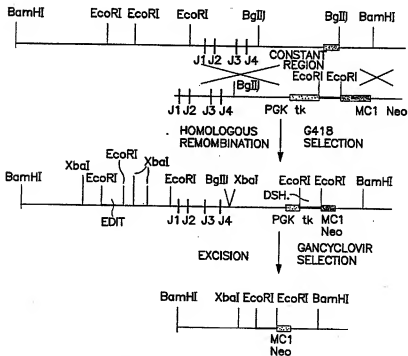 BamHI EcoRI EcoRI EcoRI BglII BglII BamHI
J1 J2 J3 J4
CONSTANT
REGION
BglII EcoRI EcoRI
J1 J2 J3 J4
PGK tk MC1 Neo
HOMOLOGOUS
REMOMBINATION
G418
SELECTION
BamHI XbaI EcoRI EcoRI XbaI EcoRI BglII XbaI EcoRI EcoRI BamHI
DSH.
EDIT
J1 J2 J3 J4
PGK tk MC1
Neo
EXCISION
GANCYCLOVIR
SELECTION
BamHI XbaI EcoRI EcoRI BamHI
MC1
Neo